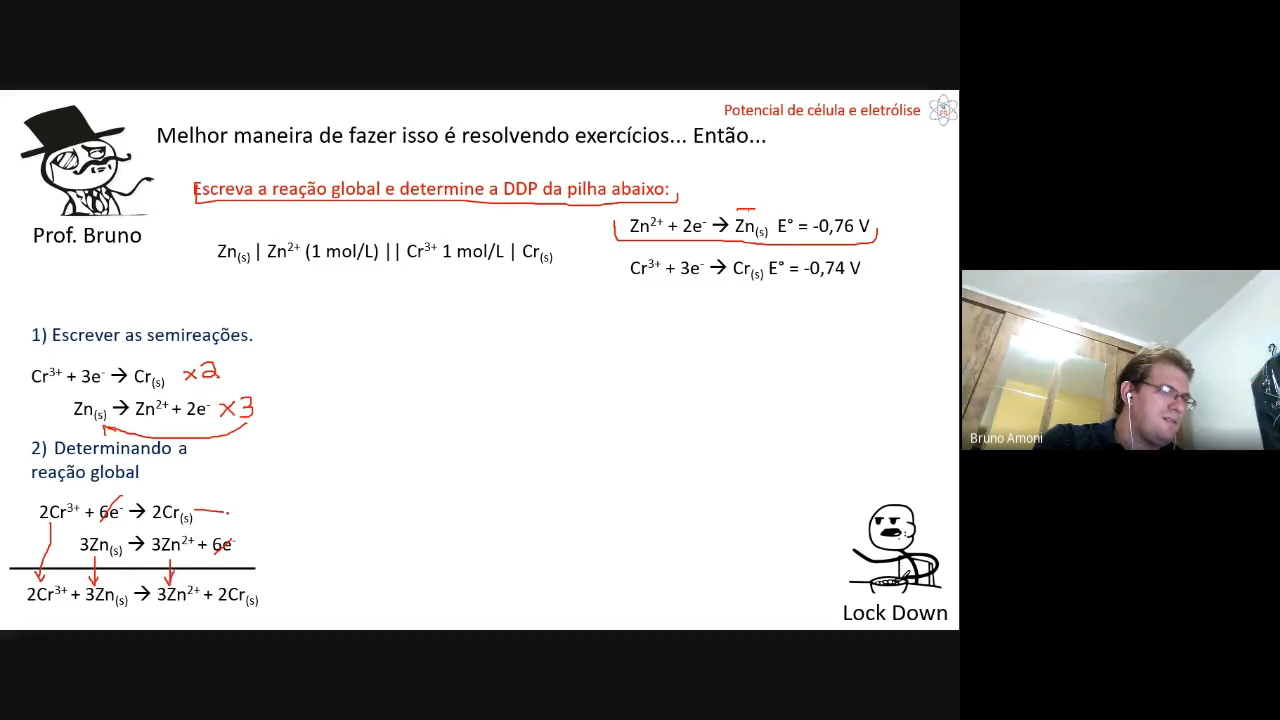 Potencial de célula e eletrólise
Melhor maneira de fazer isso é resolvendo exercícios... Então...
Escreva a reação global e determine a DDP da pilha abaixo:
Prof. Bruno
Zn(s) | Zn²⁺ (1 mol/L) || Cr³⁺ 1 mol/L | Cr(s)
Zn²⁺ + 2e⁻ → Zn(s) E° = -0,76 V
Cr³⁺ + 3e⁻ → Cr(s) E° = -0,74 V
1) Escrever as semireações.
Cr³⁺ + 3e⁻ → Cr(s) x2
Zn(s) → Zn²⁺ + 2e⁻ x3
2) Determinando a
reação global
2Cr³⁺ + 6e⁻ → 2Cr(s)
3Zn(s) → 3Zn²⁺ + 6e⁻
2Cr³⁺ + 3Zn(s) → 3Zn²⁺ + 2Cr(s)
Lock Down
Bruno Amoni